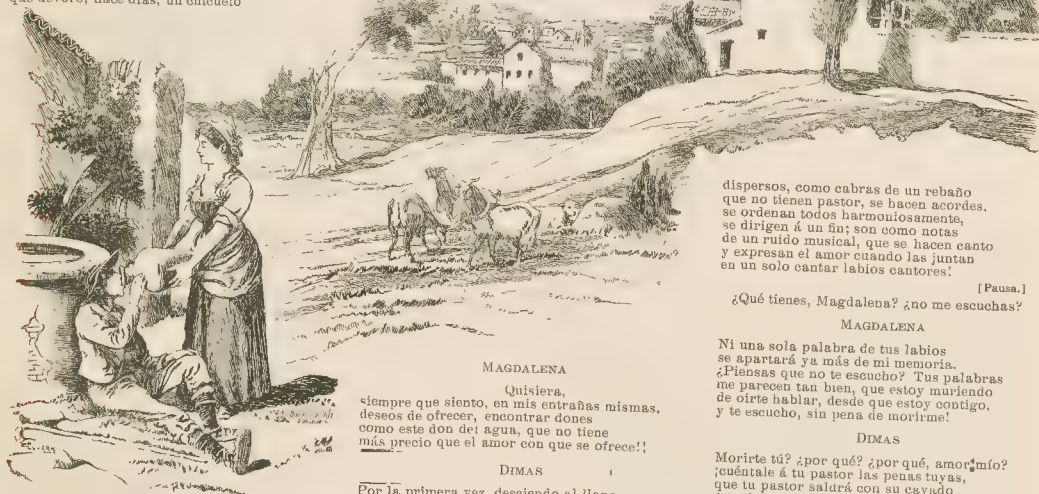 que devoró, hace días, un chicuelo
MAGDALENA
Quisiera,
siempre que siento, en mis entrañas mismas,
deseos de ofrecer, encontrar dones
como este don del agua, que no tiene
más precio que el amor con que se ofrece!!
DIMAS
Por la primera vez, desciendo al llano
dispersos, como cabras de un rebaño
que no tienen pastor, se hacen acordes,
se ordenan todos harmoniosamente,
se dirigen á un fin; son como notas
de un ruido musical, que se hacen canto
y expresan el amor cuando las juntan
en un solo cantar labios cantores!
[Pausa.]
¿Qué tienes, Magdalena? ¿no me escuchas?
MAGDALENA
Ni una sola palabra de tus labios
se apartará ya más de mi memoria.
¿Piensas que no te escucho? Tus palabras
me parecen tan bien, que estoy muriendo
de oirte hablar, desde que estoy contigo,
y te escucho, sin pena de morirme!
DIMAS
Morirte tú? ¿por qué? ¿por qué, amor mío?
¡cuéntale á tu pastor las penas tuyas,
que tu pastor saldrá con su cayado